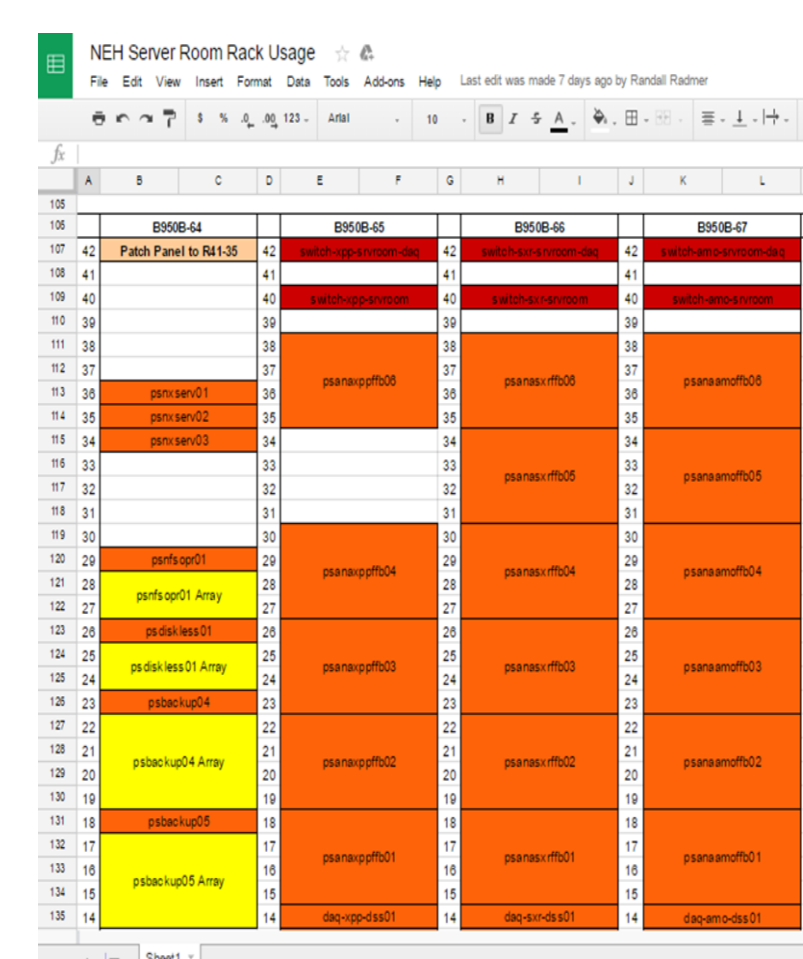 NEH Server Room Rack Usage
File Edit View Insert Format Data Tools Add-ons Help Last edit was made 7 days ago by Randall Radmer
$ % .0 .00 123 Arial 10 B I S A
fx
A B C D E F G H I J K L
105
106 B950B-64 B950B-65 B950B-66 B950B-67
107 42 Patch Panel to R41-35 42 switch-xpp-srvroom-daq 42 switch-sxr-srvroom-daq 42 switch-amo-srvroom-daq
108 41 41 41 41
109 40 40 switch-xpp-srvroom 40 switch-sxr-srvroom 40 switch-amo-srvroom
110 39 39 39 39
111 38 38 38 38
112 37 37 37 37
psanaxppffb06 psanasxrffb06 psanaamoffb06
113 36 psnxserv01 36 36 36
114 35 psnxserv02 35 35 35
115 34 psnxserv03 34 34 34
116 33 33 33 33
psanasxrffb05 psanaamoffb05
117 32 32 32 32
118 31 31 31 31
119 30 30 30 30
120 29 psnfsopr01 29 29 29
psanaxppffb04 psanasxrffb04 psanaamoffb04
121 28 28 28 28
psnfsopr01 Array
122 27 27 27 27
123 26 psdiskless01 26 26 26
124 25 25 25 25
psdiskless01 Array psanaxppffb03 psanasxrffb03 psanaamoffb03
125 24 24 24 24
126 23 psbackup04 23 23 23
127 22 22 22 22
128 21 21 21 21
psbackup04 Array psanaxppffb02 psanasxrffb02 psanaamoffb02
129 20 20 20 20
130 19 19 19 19
131 18 psbackup05 18 18 18
132 17 17 17 17
psanaxppffb01 psanasxrffb01 psanaamoffb01
133 16 16 16 16
psbackup05 Array
134 15 15 15 15
135 14 14 daq-xpp-dss01 14 daq-sxr-dss01 14 daq-amo-dss01
Sheet1